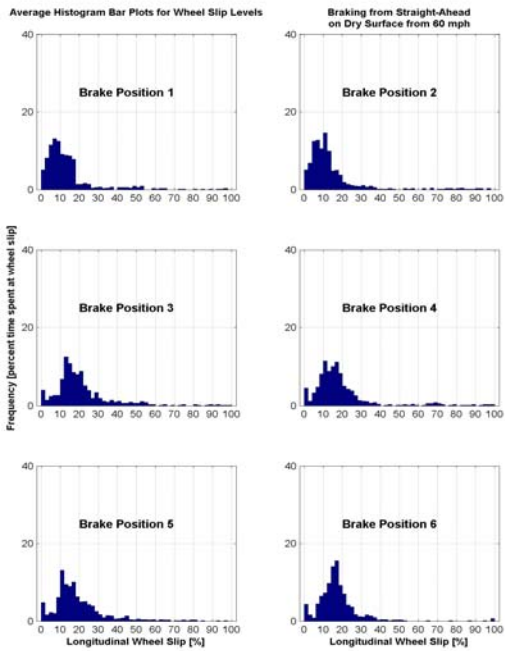 Average Histogram Bar Plots for Wheel Slip Levels
Braking from Straight-Ahead
on Dry Surface from 60 mph
Frequency [percent time spent at wheel slip]
40
20
0
Brake Position 1
0 10 20 30 40 50 60 70 80 90 100
40
20
0
Brake Position 2
0 10 20 30 40 50 60 70 80 90 100
40
20
0
Brake Position 3
0 10 20 30 40 50 60 70 80 90 100
40
20
0
Brake Position 4
0 10 20 30 40 50 60 70 80 90 100
40
20
0
Brake Position 5
0 10 20 30 40 50 60 70 80 90 100
Longitudinal Wheel Slip [%]
40
20
0
Brake Position 6
0 10 20 30 40 50 60 70 80 90 100
Longitudinal Wheel Slip [%]